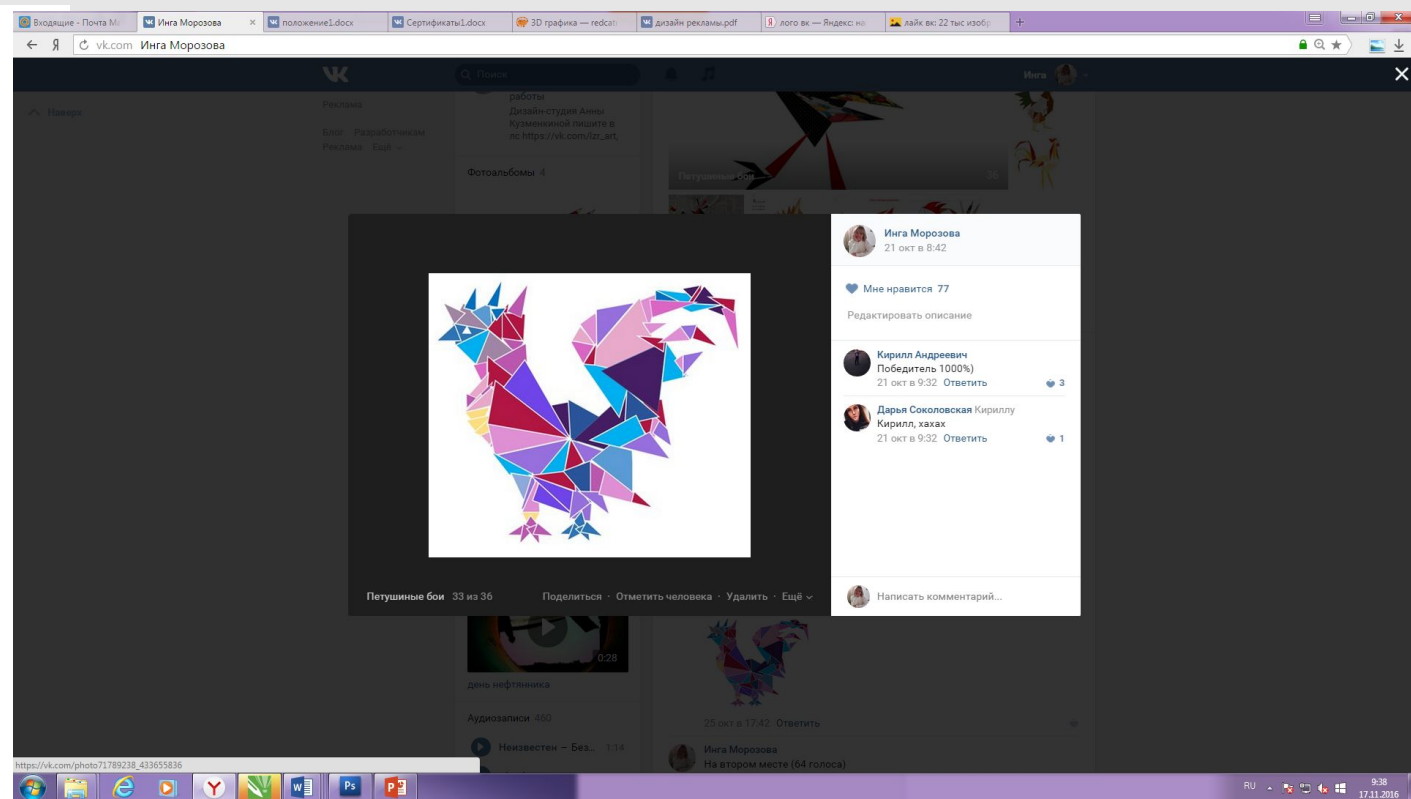 Входящие - Почта Ma
Инга Морозова
положение1.docx
Сертификаты1.docx
3D графика — redcat
дизайн рекламы.pdf
лого вк — Яндекс: на
лайк вк: 22 тыс изобр
Я
vk.com Инга Морозова
Поиск
Инга
Наверх
Реклама
Блог Разработчикам
Реклама Ещё
работы
Дизайн-студия Анны
Кузменкиной пишите в
лс https://vk.com/izr_art,
Фотоальбомы 4
Петушиные бои 36
Инга Морозова
21 окт в 8:42
Мне нравится 77
Редактировать описание
Кирилл Андреевич
Победитель 1000%)
21 окт в 9:32 Ответить 3
Дарья Соколовская Кириллу
Кирилл, хахах
21 окт в 9:32 Ответить 1
Написать комментарий...
Петушиные бои 33 из 36
Поделиться · Отметить человека · Удалить · Ещё
0:28
день нефтянника
Аудиозаписи 460
Неизвестен – Без... 1:14
25 окт в 17:42 Ответить
Инга Морозова
На втором месте (64 голоса)
https://vk.com/photo71789238_433655836
Ps
RU
9:38
17.11.2016